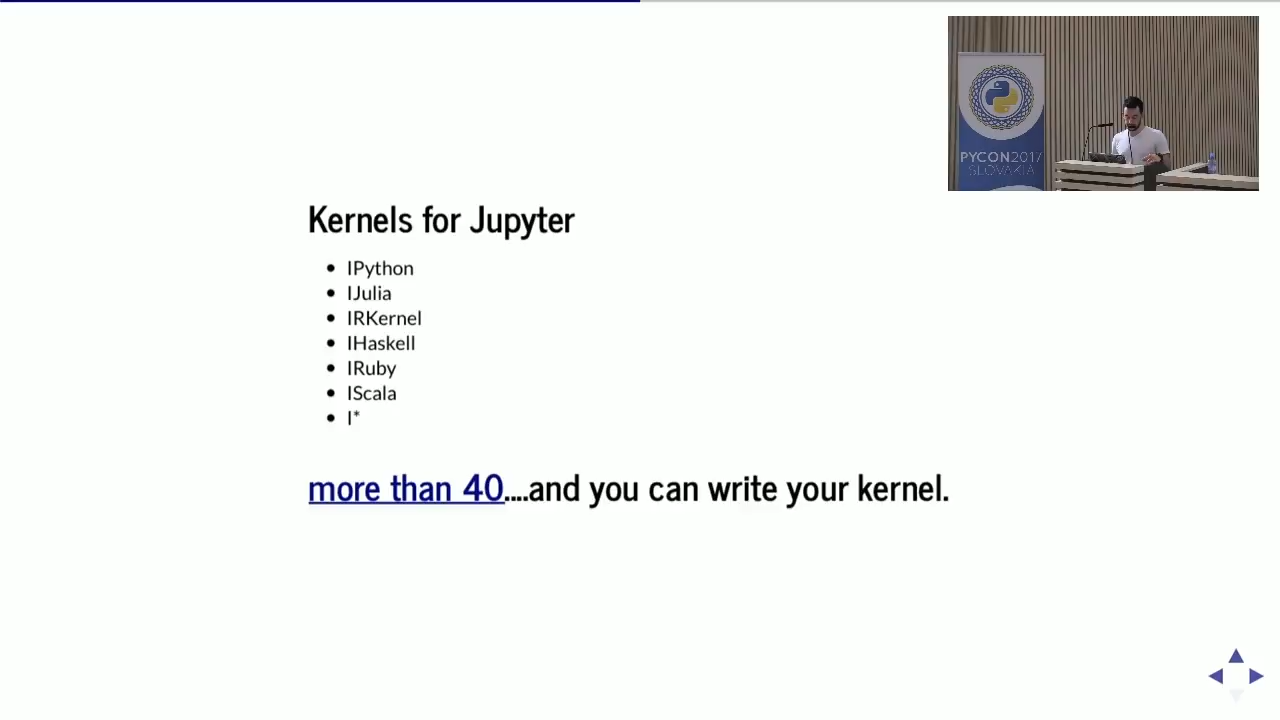 PYCON2017
SLOVAKIA
Kernels for Jupyter
IPython
IJulia
IRKernel
IHaskell
IRuby
IScala
I*
more than 40....and you can write your kernel.